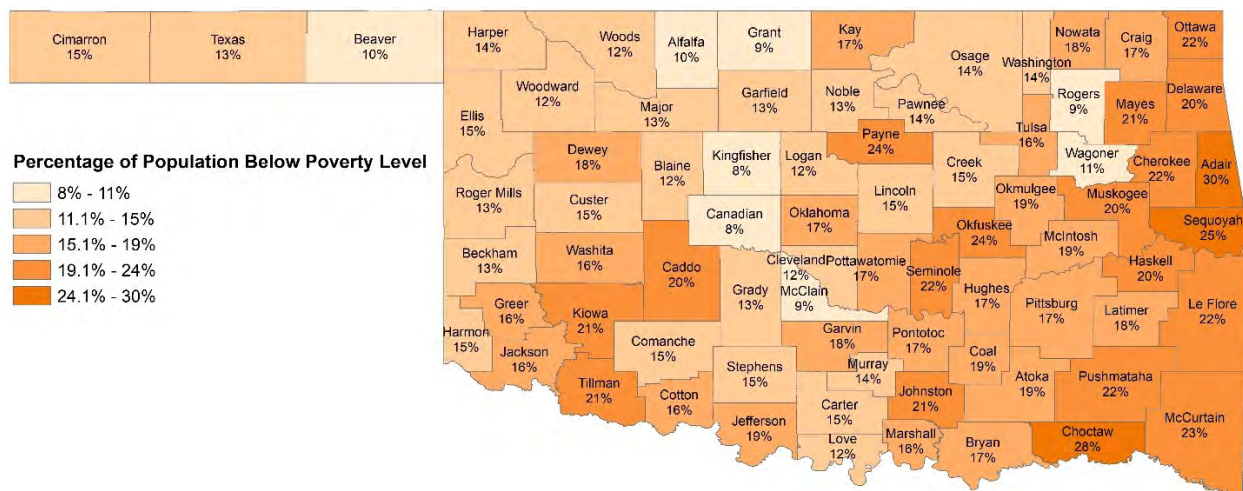 Cimarron
15%
Texas
13%
Beaver
10%
Harper
14%
Woods
12%
Alfalfa
10%
Grant
9%
Kay
17%
Osage
14%
Washington
14%
Nowata
18%
Craig
17%
Ottawa
22%
Woodward
12%
Major
13%
Garfield
13%
Noble
13%
Pawnee
14%
Rogers
9%
Mayes
21%
Delaware
20%
Ellis
15%
Percentage of Population Below Poverty Level
8% - 11%
11.1% - 15%
15.1% - 19%
19.1% - 24%
24.1% - 30%
Dewey
18%
Blaine
12%
Kingfisher
8%
Logan
12%
Payne
24%
Creek
15%
Tulsa
16%
Wagoner
11%
Cherokee
22%
Adair
30%
Roger Mills
13%
Custer
15%
Canadian
8%
Oklahoma
17%
Lincoln
15%
Okfuskee
24%
Okmulgee
19%
Muskogee
20%
Sequoyah
25%
Beckham
13%
Washita
16%
Caddo
20%
Grady
13%
Cleveland
12%
McClain
9%
Pottawatomie
17%
Seminole
22%
Hughes
17%
McIntosh
19%
Haskell
20%
Pittsburg
17%
Latimer
18%
Le Flore
22%
Harmon
15%
Greer
16%
Kiowa
21%
Jackson
16%
Tillman
21%
Comanche
15%
Cotton
16%
Stephens
15%
Jefferson
19%
Garvin
18%
Murray
14%
Carter
15%
Love
12%
Pontotoc
17%
Johnston
21%
Marshall
16%
Coal
19%
Atoka
19%
Bryan
17%
Pushmataha
22%
Choctaw
28%
McCurtain
23%